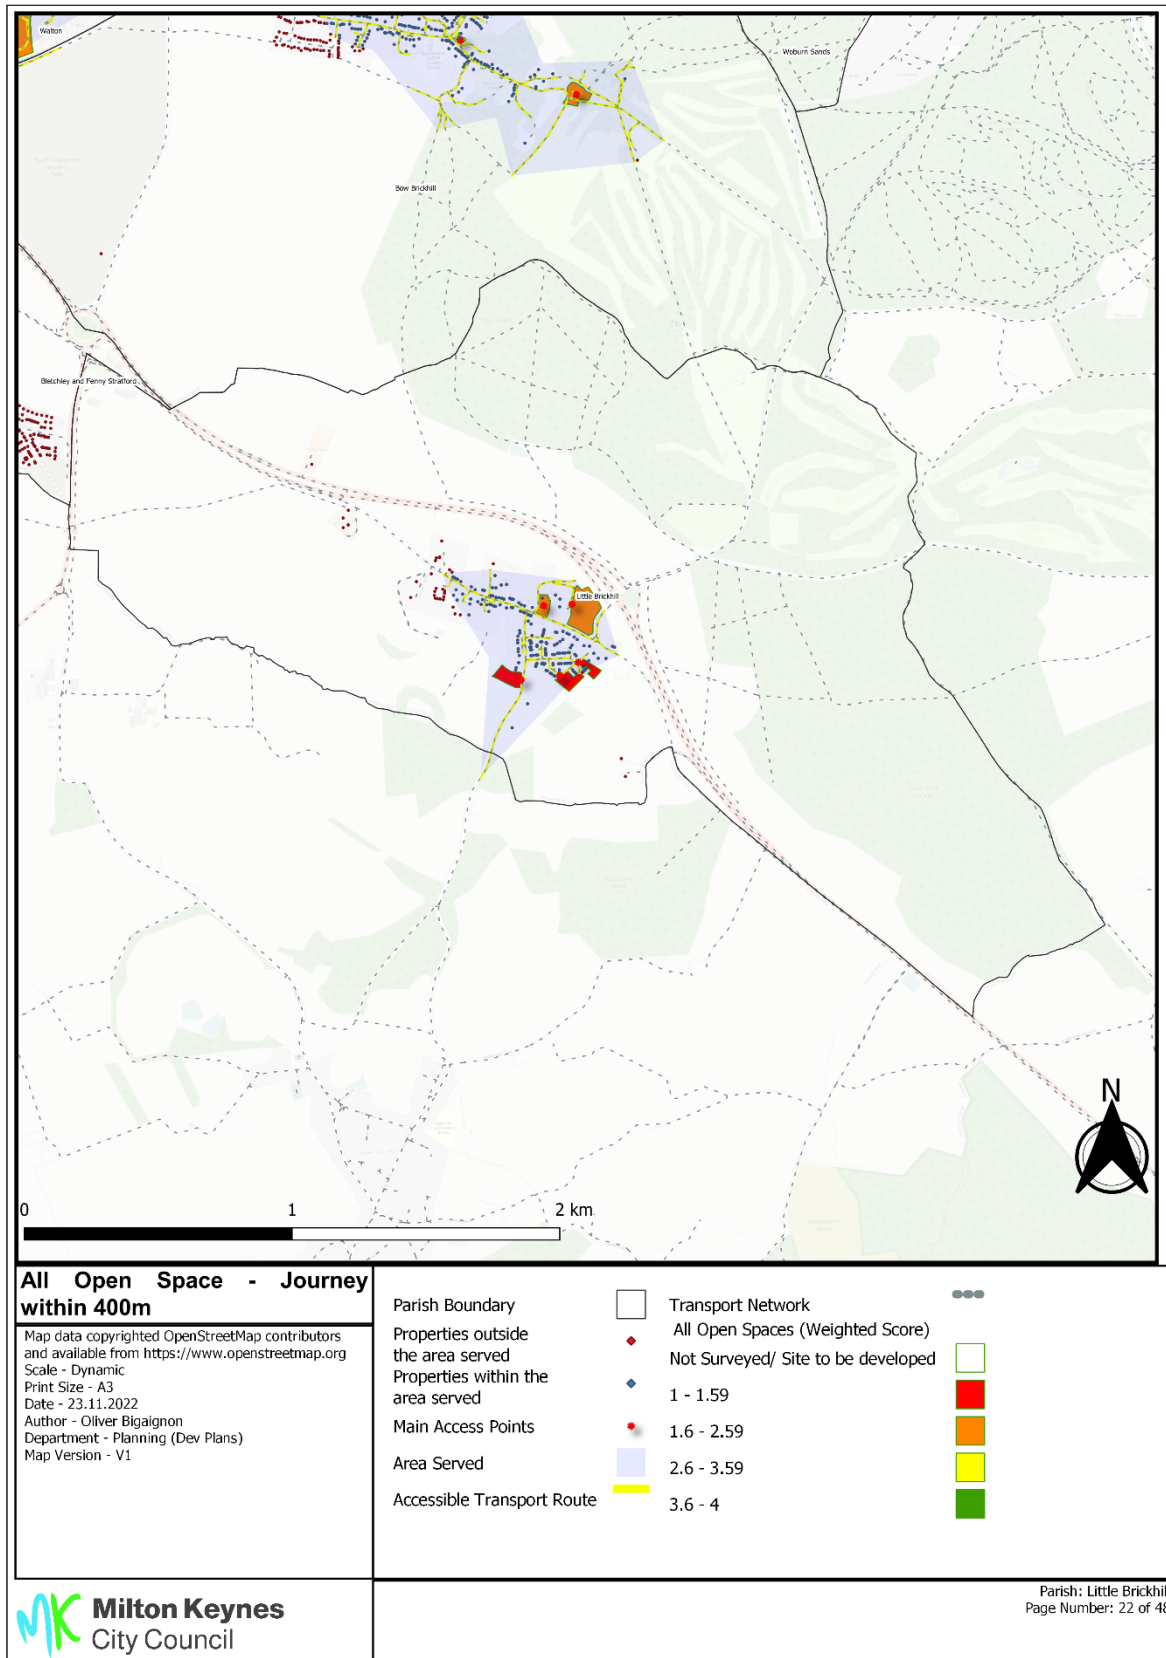 Walton
Woburn Sands
Bow Brickhill
Bletchley and Fenny Stratford
Little Brickhill
N
0 1 2 km
All Open Space - Journey
within 400m
Map data copyrighted OpenStreetMap contributors
and available from https://www.openstreetmap.org
Scale - Dynamic
Print Size - A3
Date - 23.11.2022
Author - Oliver Bigaignon
Department - Planning (Dev Plans)
Map Version - V1
Parish Boundary
Properties outside
the area served
Properties within the
area served
Main Access Points
Area Served
Accessible Transport Route
Transport Network
All Open Spaces (Weighted Score)
Not Surveyed/ Site to be developed
1 - 1.59
1.6 - 2.59
2.6 - 3.59
3.6 - 4
MK Milton Keynes
City Council
Parish: Little Brickhill
Page Number: 22 of 48